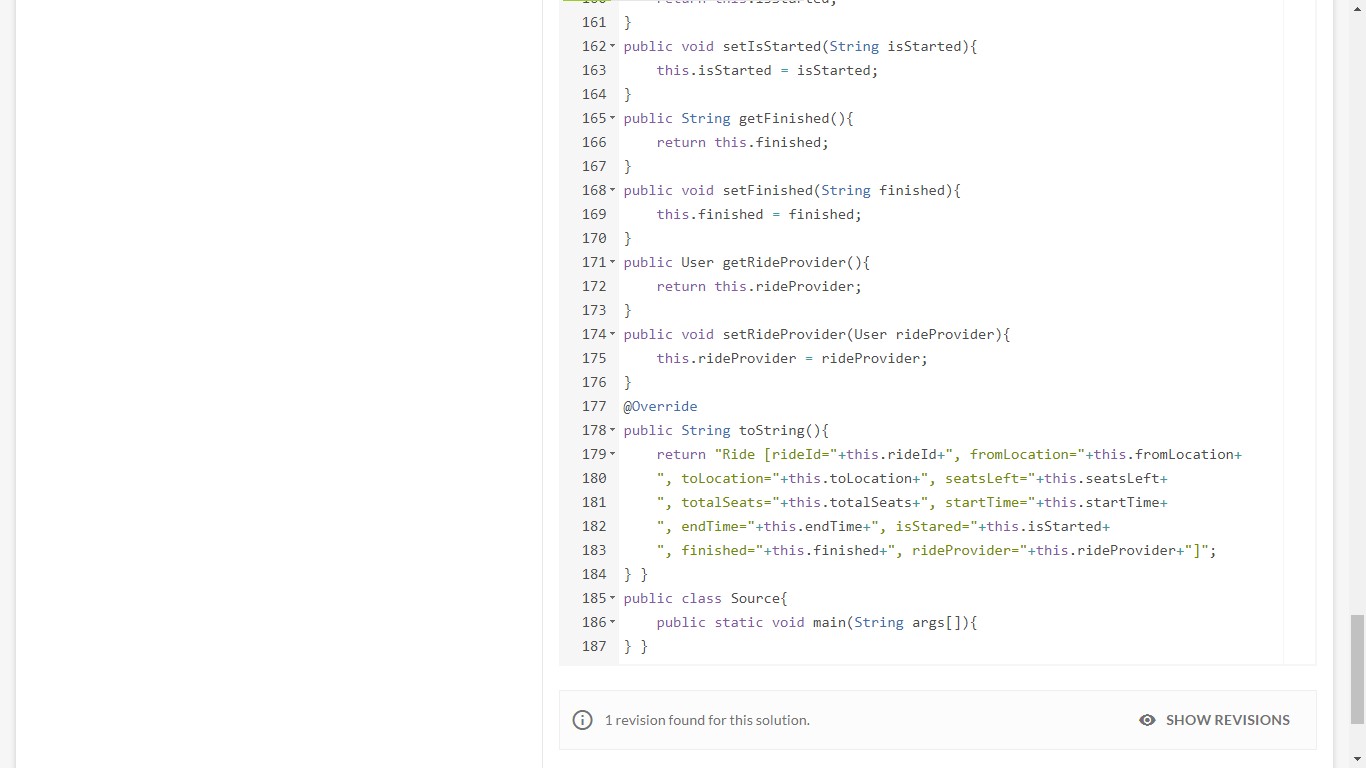 161 }
162 public void setIsStarted(String isStarted){
163     this.isStarted = isStarted;
164 }
165 public String getFinished(){
166     return this.finished;
167 }
168 public void setFinished(String finished){
169     this.finished = finished;
170 }
171 public User getRideProvider(){
172     return this.rideProvider;
173 }
174 public void setRideProvider(User rideProvider){
175     this.rideProvider = rideProvider;
176 }
177 @Override
178 public String toString(){
179     return "Ride [rideId="+this.rideId+", fromLocation="+this.fromLocation+
180     ", toLocation="+this.toLocation+", seatsLeft="+this.seatsLeft+
181     ", totalSeats="+this.totalSeats+", startTime="+this.startTime+
182     ", endTime="+this.endTime+", isStared="+this.isStarted+
183     ", finished="+this.finished+", rideProvider="+this.rideProvider+"]";
184 } }
185 public class Source{
186     public static void main(String args[]){
187 } }
1 revision found for this solution.
SHOW REVISIONS